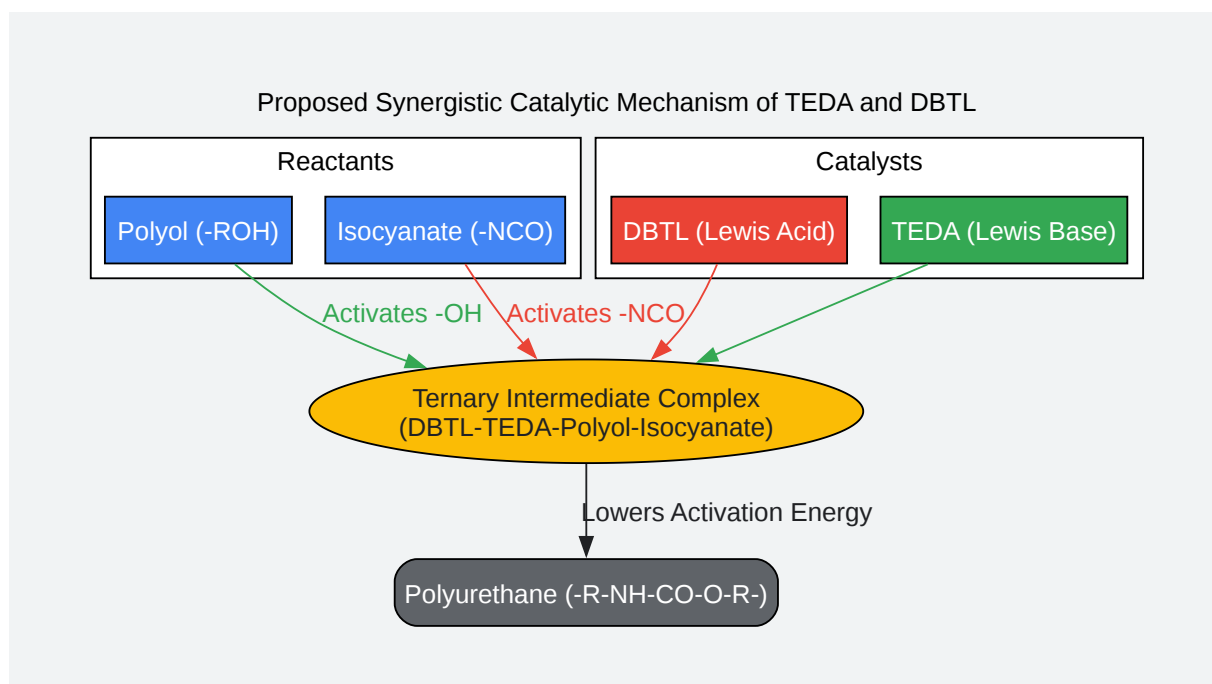 Proposed Synergistic Catalytic Mechanism of TEDA and DBTL
Reactants
Catalysts
Polyol (-ROH)
Isocyanate (-NCO)
DBTL (Lewis Acid)
TEDA (Lewis Base)
Activates -OH
Activates -NCO
Ternary Intermediate Complex
(DBTL-TEDA-Polyol-Isocyanate)
Lowers Activation Energy
Polyurethane (-R-NH-CO-O-R-)